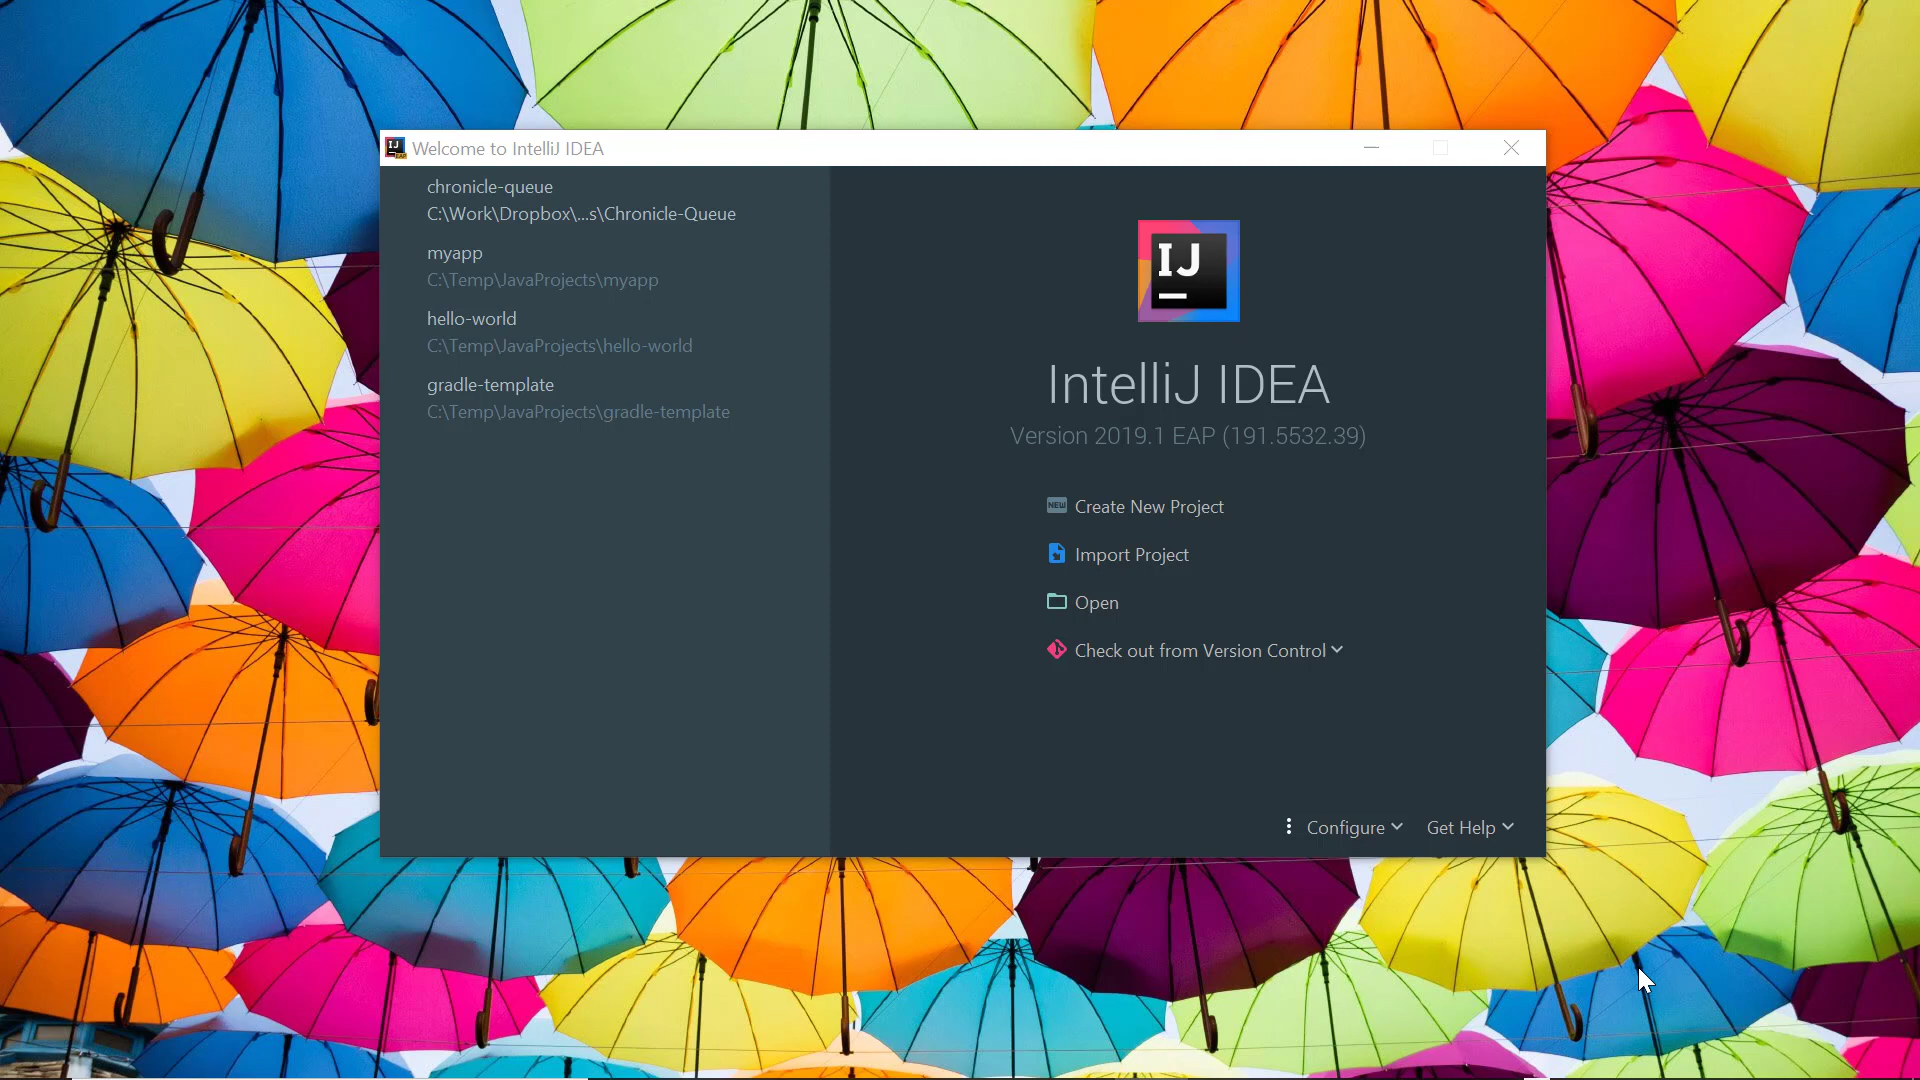 Welcome to IntelliJ IDEA
chronicle-queue
C:\Work\Dropbox\...s\Chronicle-Queue
myapp
C:\Temp\JavaProjects\myapp
hello-world
C:\Temp\JavaProjects\hello-world
gradle-template
C:\Temp\JavaProjects\gradle-template
IJ
IntelliJ IDEA
Version 2019.1 EAP (191.5532.39)
NEW Create New Project
Import Project
Open
Check out from Version Control
Configure
Get Help